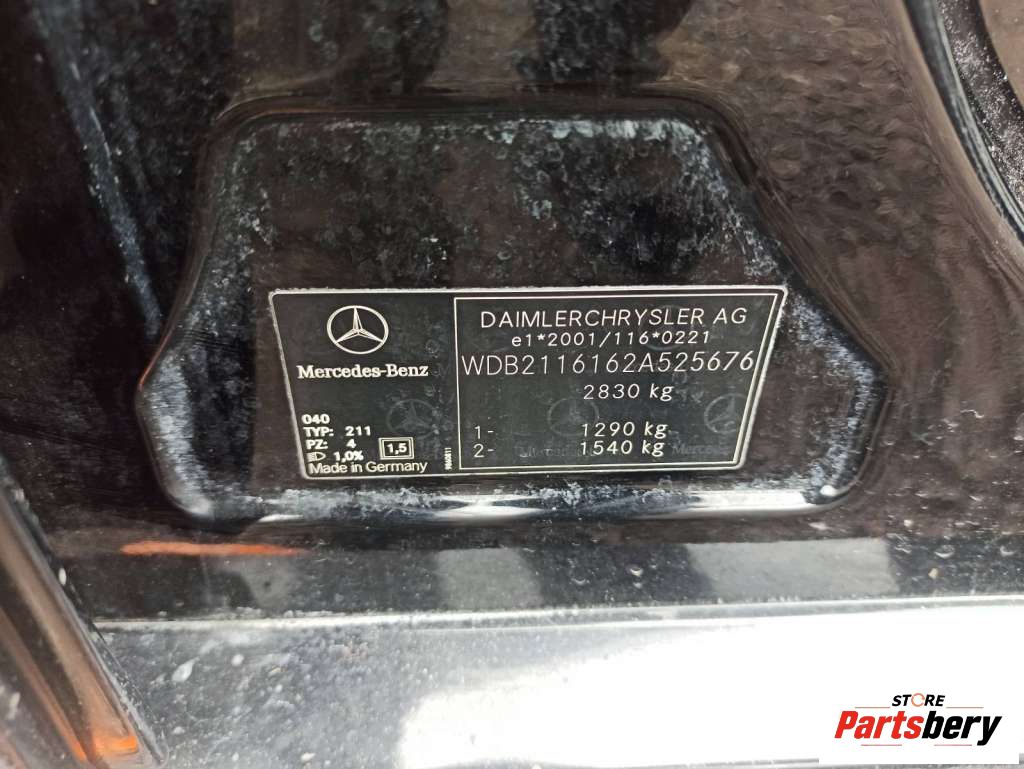 Mercedes-Benz
040
TYP: 211
PZ: 4
1,0%
1,5
Made in Germany
DAIMLERCHRYSLER AG
e1*2001/116*0221
WDB2116162A525676
2830 kg
1- 1290 kg
2- 1540 kg
STORE
Partsbery